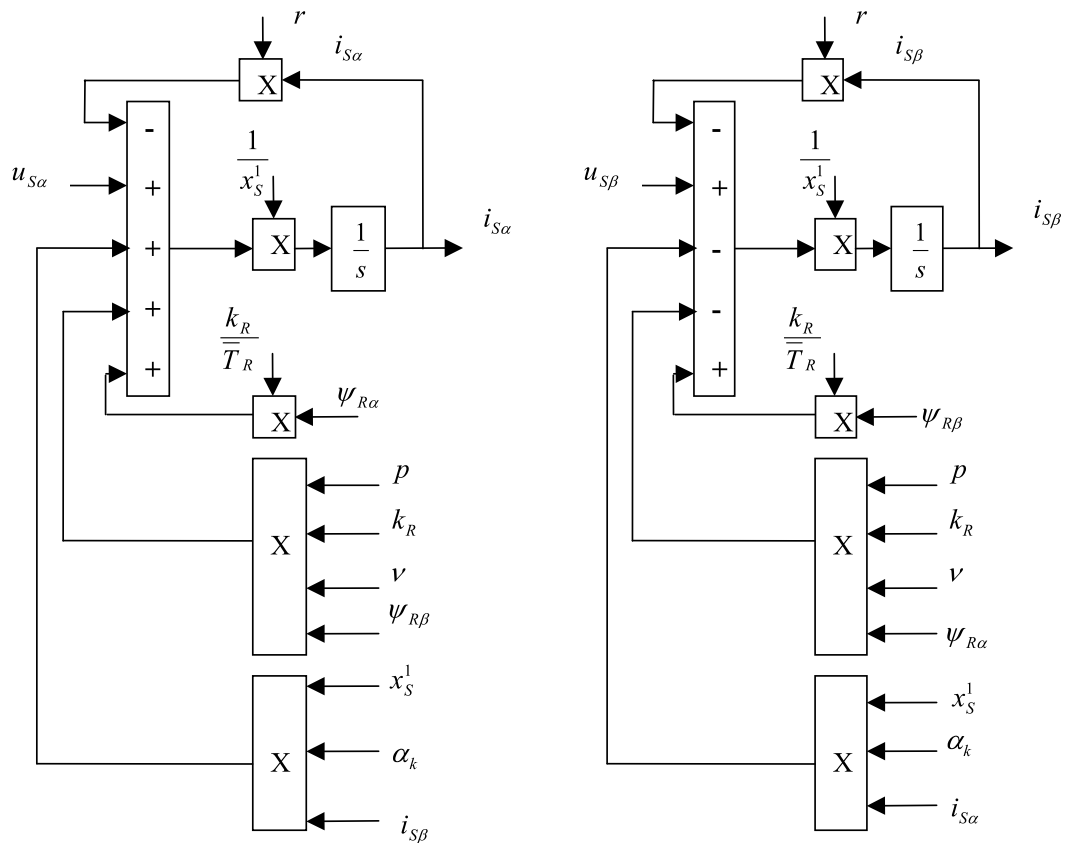 r
i_{Sα}
X
-
1/x_S^1
u_{Sα}
+
i_{Sα}
+
X
1/s
+
k_R/T̿_R
+
ψ_{Rα}
X
p
k_R
X
ν
ψ_{Rβ}
x_S^1
X
α_k
i_{Sβ}
r
i_{Sβ}
X
-
1/x_S^1
u_{Sβ}
+
i_{Sβ}
-
X
1/s
-
k_R/T̿_R
+
X
ψ_{Rβ}
p
k_R
X
ν
ψ_{Rα}
x_S^1
α_k
X
i_{Sα}